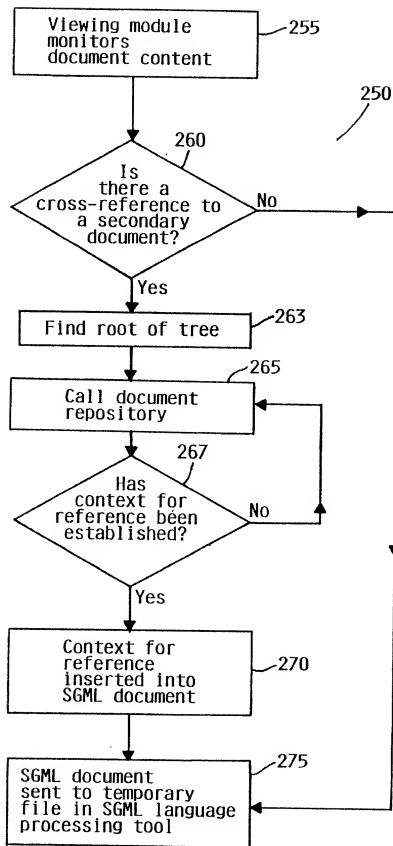 Viewing module
monitors
document content
255
250
260
Is
there a
cross-reference to
a secondary
document?
No
Yes
Find root of tree
263
265
Call document
repository
267
Has
context for
reference been
established?
No
Yes
Context for
reference
inserted into
SGML document
270
275
SGML document
sent to temporary
file in SGML language
processing tool